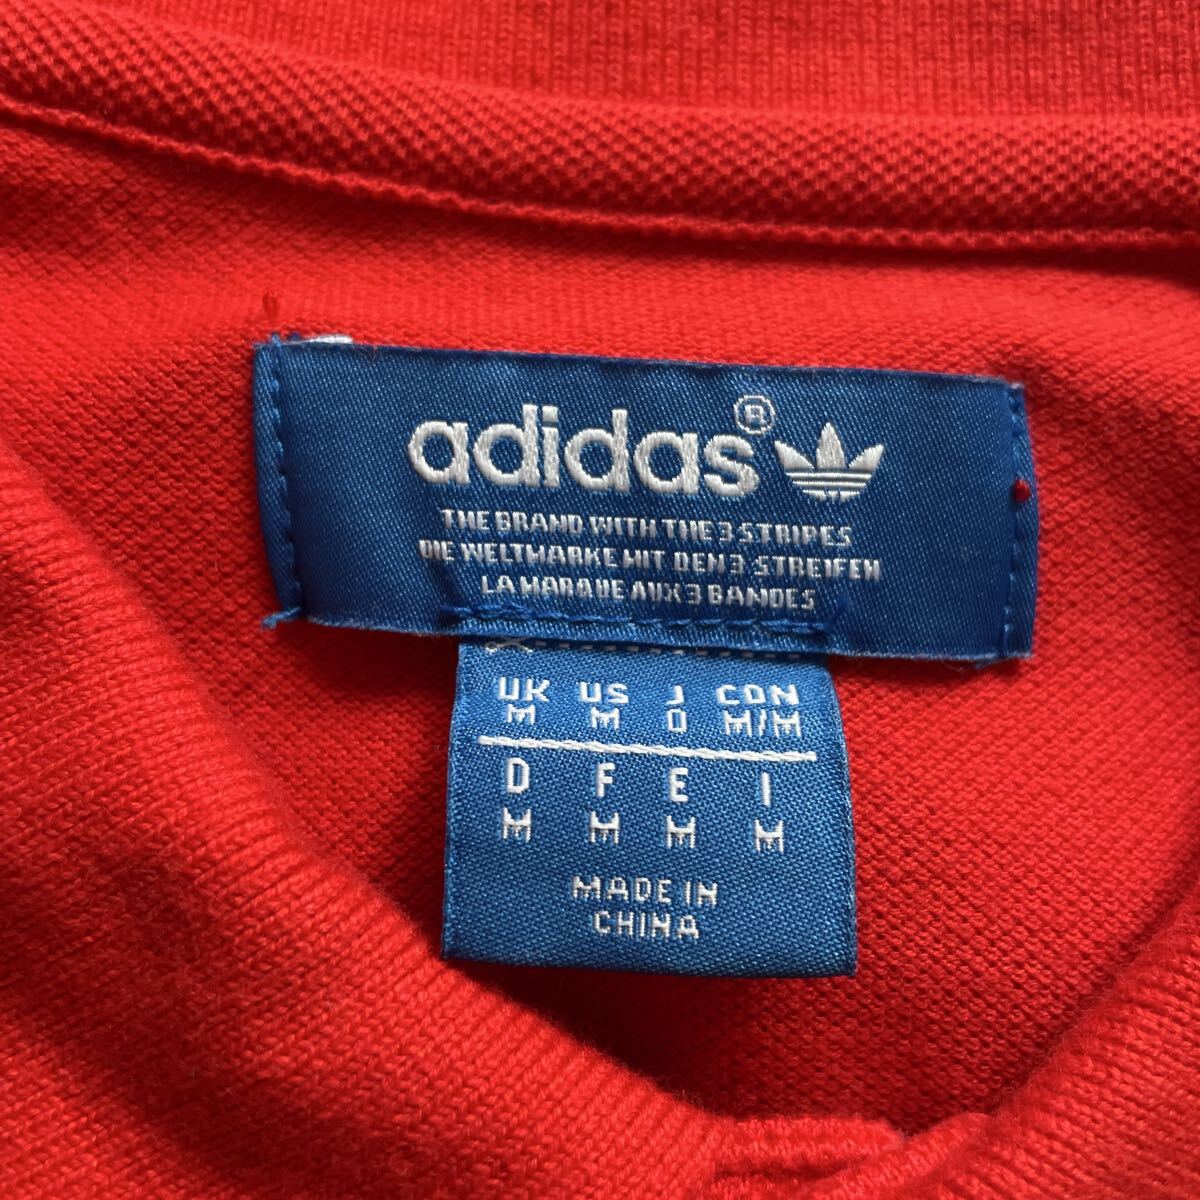 adidas®
THE BRAND WITH THE 3 STRIPES
DIE WELTMARKE MIT DEN 3 STREIFEN
LA MARQUE AUX 3 BANDES
UK US J CDN
M M O M/M
D F E I
M M M M
MADE IN
CHINA